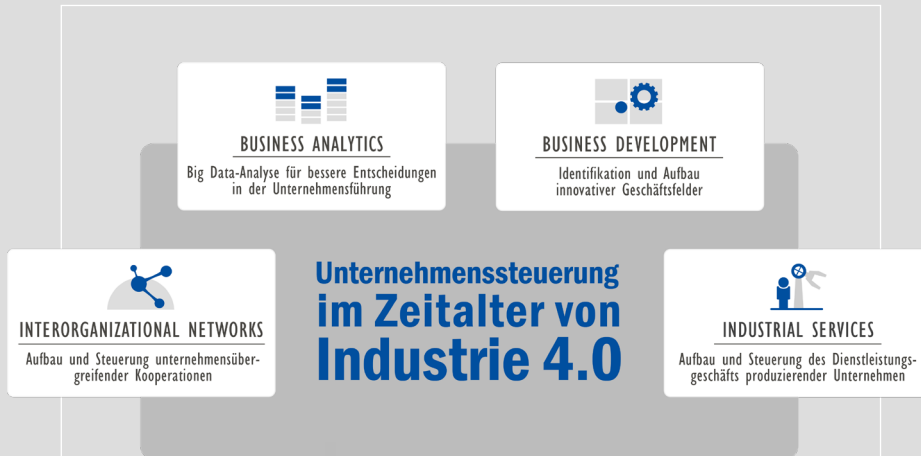 BUSINESS ANALYTICS
Big Data-Analyse für bessere Entscheidungen
in der Unternehmensführung
BUSINESS DEVELOPMENT
Identifikation und Aufbau
innovativer Geschäftsfelder
INTERORGANIZATIONAL NETWORKS
Aufbau und Steuerung unternehmensüber-
greifender Kooperationen
Unternehmenssteuerung
im Zeitalter von
Industrie 4.0
INDUSTRIAL SERVICES
Aufbau und Steuerung des Dienstleistungs-
geschäfts produzierender Unternehmen